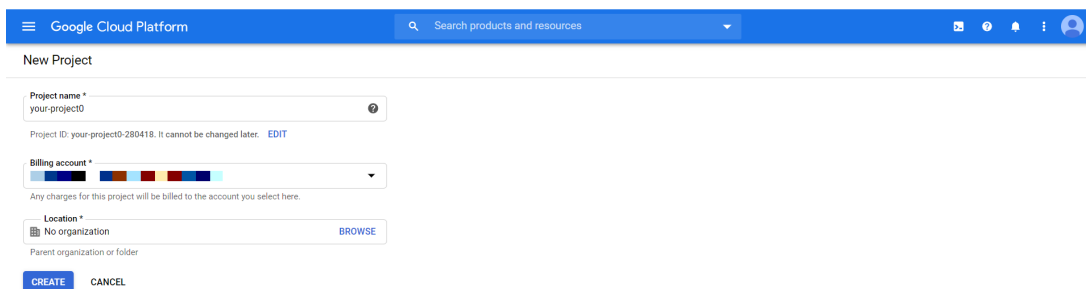 Google Cloud Platform
Search products and resources
New Project
Project name *
your-project0
Project ID: your-project0-280418. It cannot be changed later. EDIT
Billing account *
Any charges for this project will be billed to the account you select here.
Location *
No organization BROWSE
Parent organization or folder
CREATE CANCEL